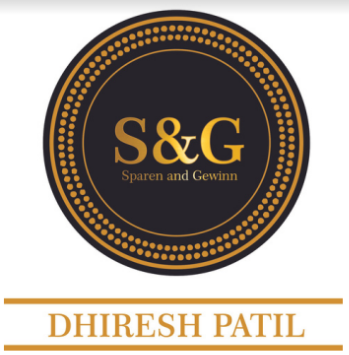 S&G
Sparen and Gewinn
DHIRESH PATIL